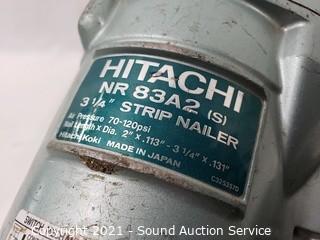 HITACHI
NR 83A2 (S)
3 1/4" STRIP NAILER
Air Pressure 70-120psi
Nail Length x Dia. 2" x .113" - 3 1/4" x .131"
Hitachi Koki MADE IN JAPAN
Copyright 2021 - Sound Auction Service